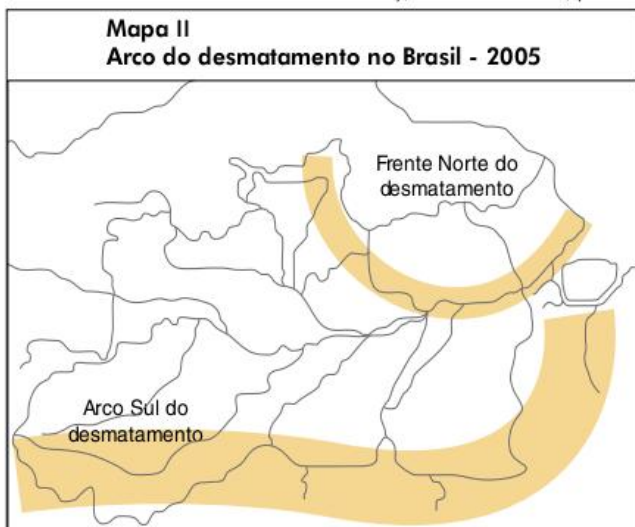 Mapa II
Arco do desmatamento no Brasil - 2005
Frente Norte do
desmatamento
Arco Sul do
desmatamento